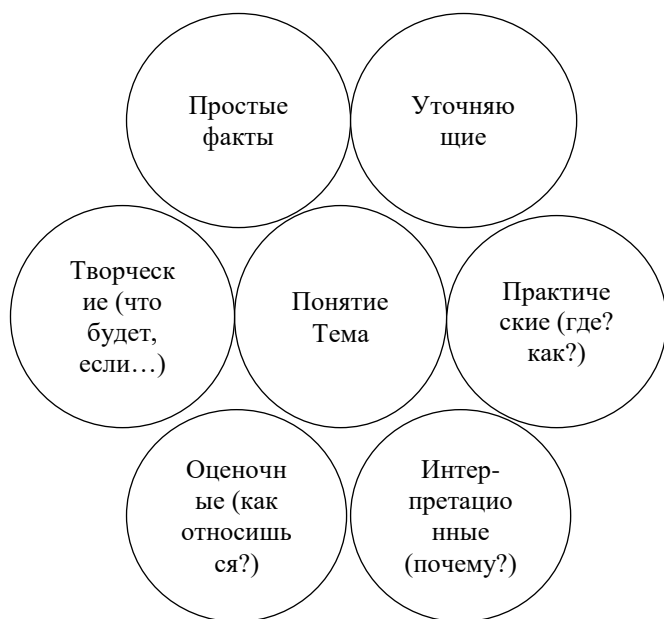 Простые
факты
Уточняю
щие
Творческ
ие (что
будет,
если…)
Понятие
Тема
Практиче
ские (где?
как?)
Оценочн
ые (как
относишь
ся?)
Интер-
претацио
нные
(почему?)